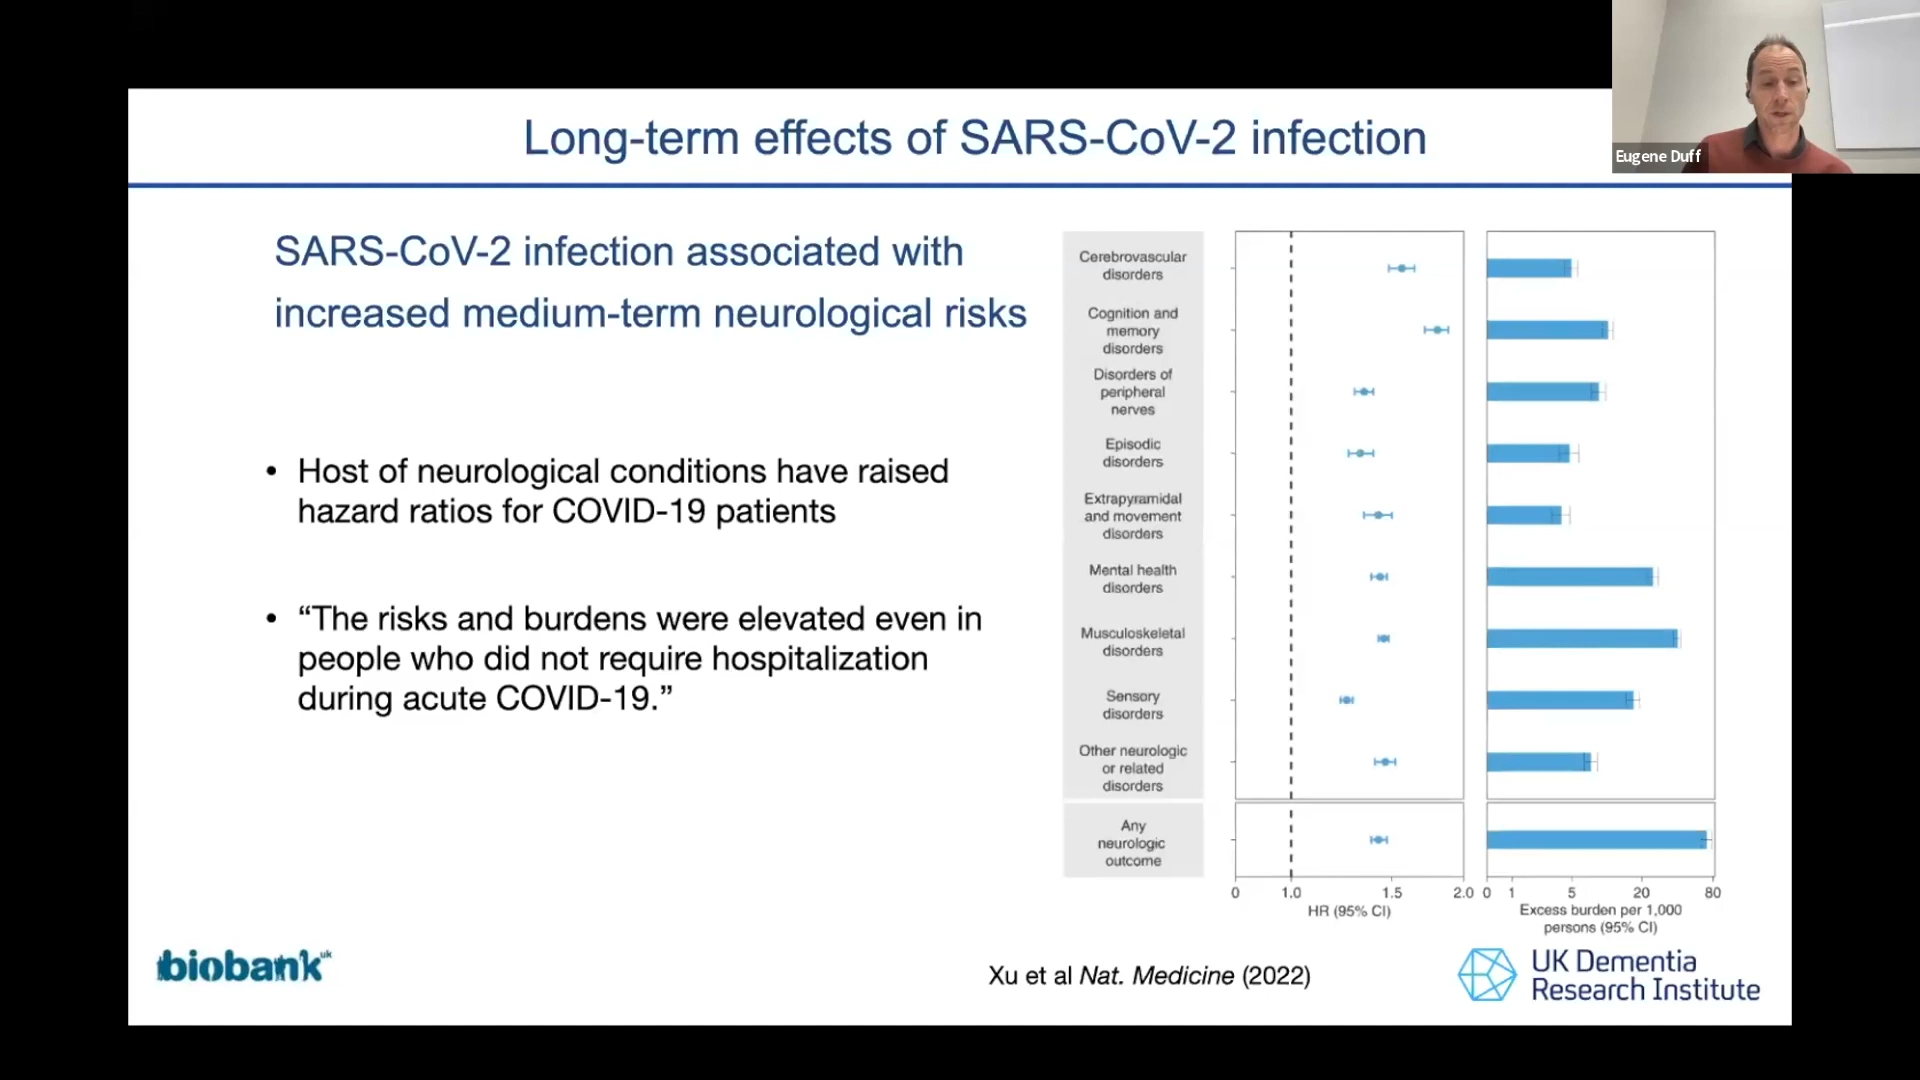 Eugene Duff
Long-term effects of SARS-CoV-2 infection
SARS-CoV-2 infection associated with
increased medium-term neurological risks
• Host of neurological conditions have raised
hazard ratios for COVID-19 patients
• “The risks and burdens were elevated even in
people who did not require hospitalization
during acute COVID-19.”
Cerebrovascular
disorders
Cognition and
memory
disorders
Disorders of
peripheral
nerves
Episodic
disorders
Extrapyramidal
and movement
disorders
Mental health
disorders
Musculoskeletal
disorders
Sensory
disorders
Other neurologic
or related
disorders
Any
neurologic
outcome
0 1.0 1.5 2.0
HR (95% CI)
0 1 5 20 80
Excess burden per 1,000
persons (95% CI)
biobank uk
Xu et al Nat. Medicine (2022)
UK Dementia
Research Institute